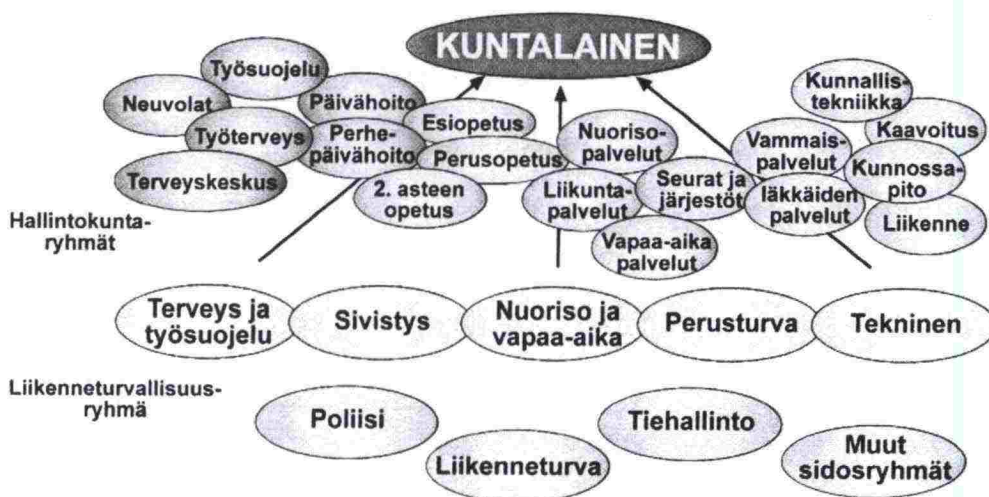 KUNTALAINEN
Työsuojelu
Neuvolat
Päivähoito
Työterveys
Perhe-
päivähoito
Terveyskeskus
Esiopetus
Perusopetus
2. asteen
opetus
Nuoriso-
palvelut
Liikunta-
palvelut
Seurat ja
järjestöt
Vapaa-aika
palvelut
Kunnallis-
tekniikka
Vammais-
palvelut
Kaavoitus
Kunnossa-
pito
Iäkkäiden
palvelut
Liikenne
Hallintokunta-
ryhmät
Terveys ja
työsuojelu
Sivistys
Nuoriso ja
vapaa-aika
Perusturva
Tekninen
Liikenneturvallisuus-
ryhmä
Poliisi
Liikenneturva
Tiehallinto
Muut
sidosryhmät